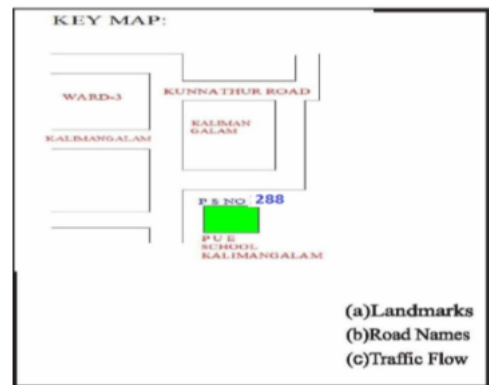 KEY MAP:
WARD-3
KUNNATHUR ROAD
KALIMAN
GALAM
KALIMANGALAM
P S NO 288
P U E
SCHOOL
KALIMANGALAM
(a)Landmarks
(b)Road Names
(c)Traffic Flow